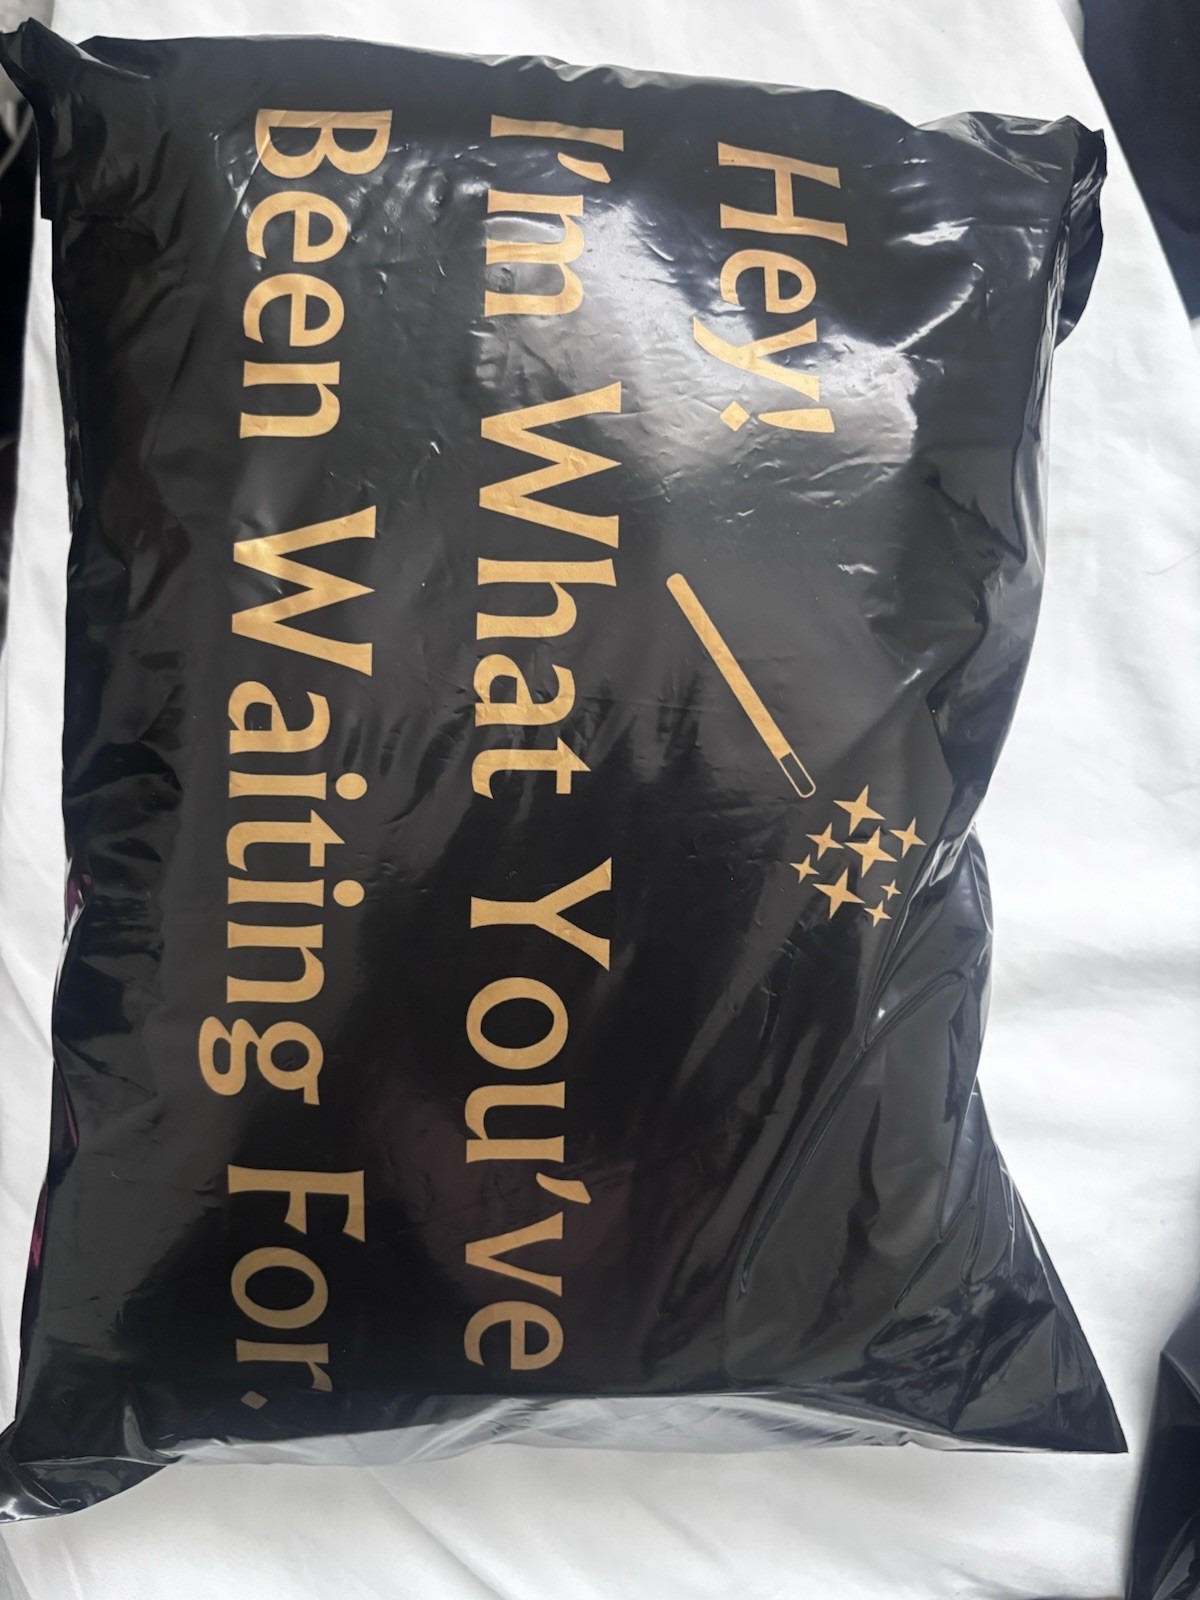 Hey!
I'm What You've
Been Waiting For.